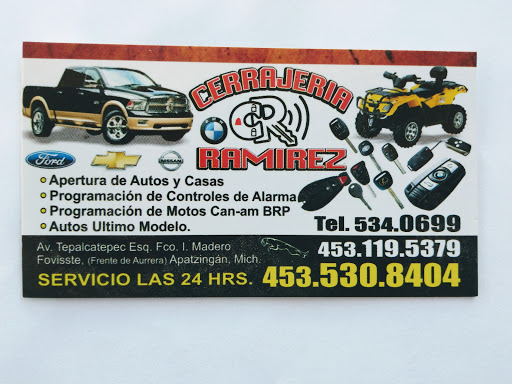 CERRAJERIA
RAMIREZ
Ford
NISSAN
• Apertura de Autos y Casas
• Programación de Controles de Alarma
• Programación de Motos Can-am BRP
• Autos Ultimo Modelo.
Tel. 534.0699
Av. Tepalcatepec Esq. Fco. I. Madero
Fovisste, (Frente de Aurrera) Apatzingán, Mich.
453.119.5379
SERVICIO LAS 24 HRS. 453.530.8404